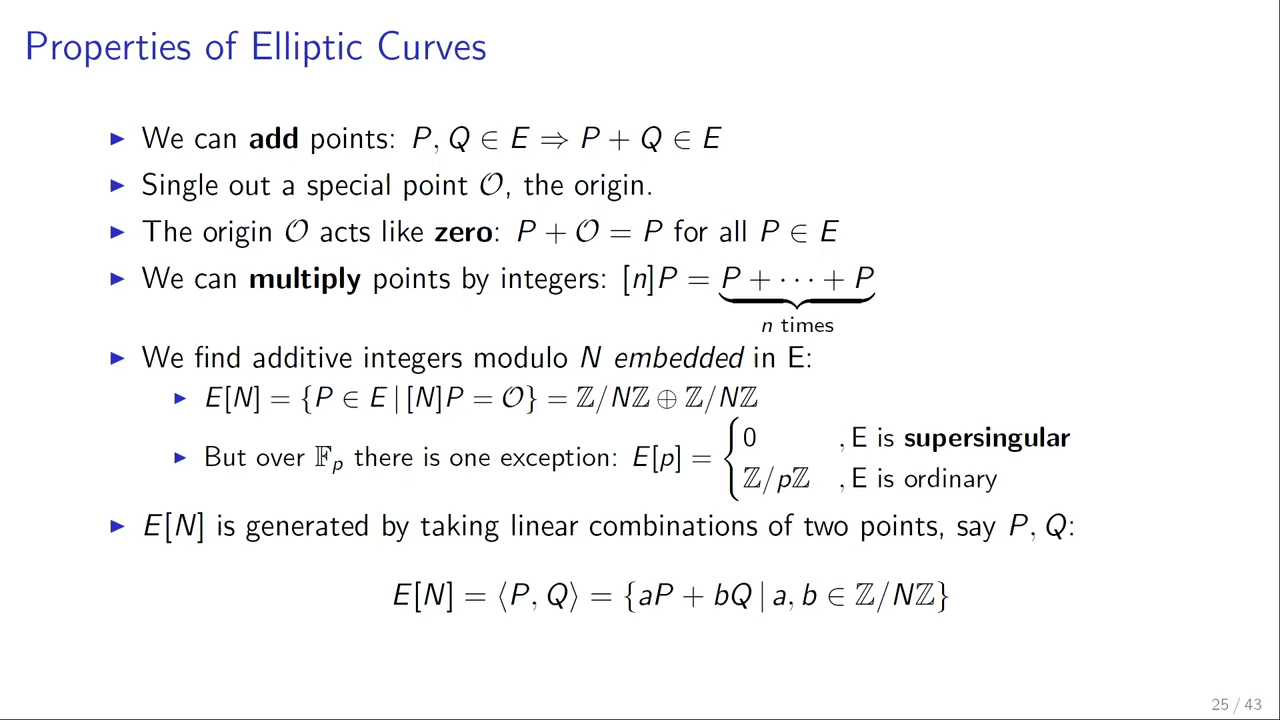 Properties of Elliptic Curves
▶ We can add points: P, Q ∈ E ⇒ P + Q ∈ E
▶ Single out a special point 𝒪, the origin.
▶ The origin 𝒪 acts like zero: P + 𝒪 = P for all P ∈ E
▶ We can multiply points by integers: [n]P = P + · · · + P
n times
▶ We find additive integers modulo N embedded in E:
▶ E[N] = {P ∈ E | [N]P = 𝒪} = ℤ/Nℤ ⊕ ℤ/Nℤ
▶ But over 𝔽p there is one exception: E[p] = { 0 , E is supersingular
ℤ/pℤ , E is ordinary
▶ E[N] is generated by taking linear combinations of two points, say P, Q:
E[N] = ⟨P, Q⟩ = {aP + bQ | a, b ∈ ℤ/Nℤ}
25 / 43